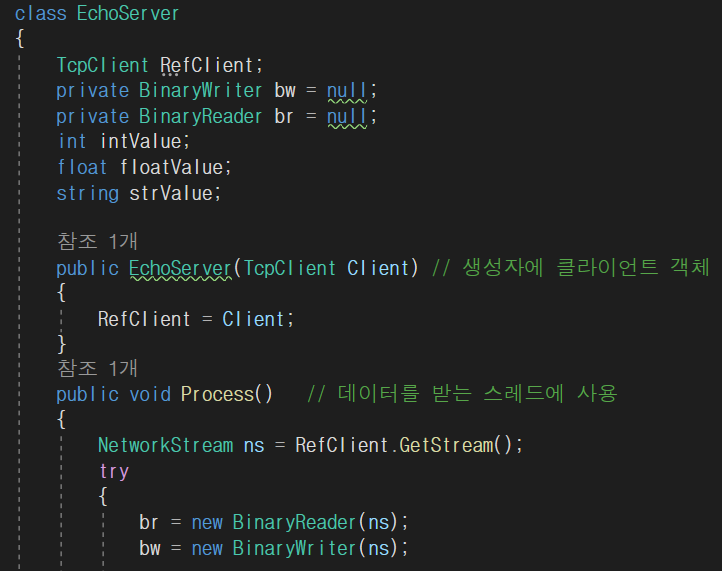 class EchoServer
{
TcpClient RefClient;
private BinaryWriter bw = null;
private BinaryReader br = null;
int intValue;
float floatValue;
string strValue;
참조 1개
public EchoServer(TcpClient Client) // 생성자에 클라이언트 객체
{
RefClient = Client;
}
참조 1개
public void Process() // 데이터를 받는 스레드에 사용
{
NetworkStream ns = RefClient.GetStream();
try
{
br = new BinaryReader(ns);
bw = new BinaryWriter(ns);